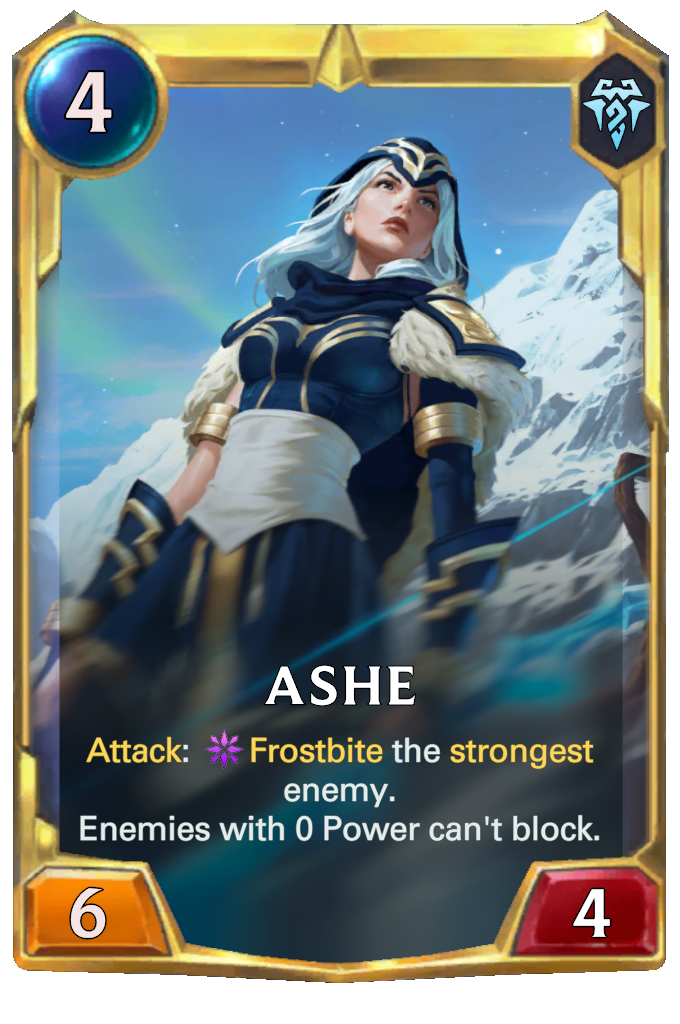 4
ASHE
Attack: Frostbite the strongest
enemy.
Enemies with 0 Power can't block.
6
4